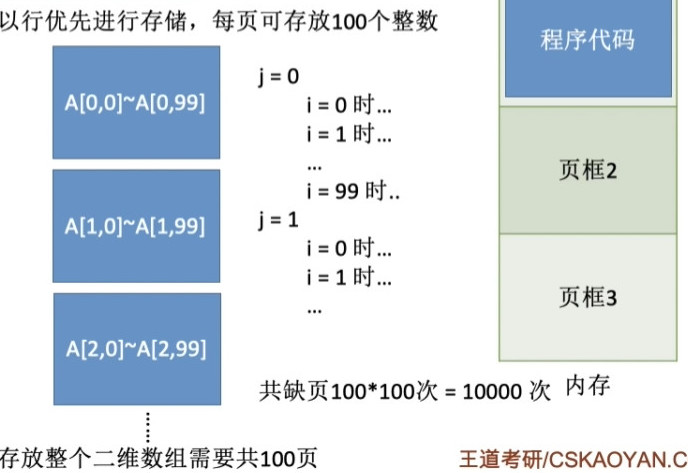 以行优先进行存储，每页可存放100个整数
A[0,0]~A[0,99]
A[1,0]~A[1,99]
A[2,0]~A[2,99]
存放整个二维数组需要共100页
j = 0
i = 0 时...
i = 1 时...
...
i = 99 时..
j = 1
i = 0 时...
i = 1 时...
...
共缺页100*100次 = 10000 次
程序代码
页框2
页框3
内存
王道考研/CSKAOYAN.C